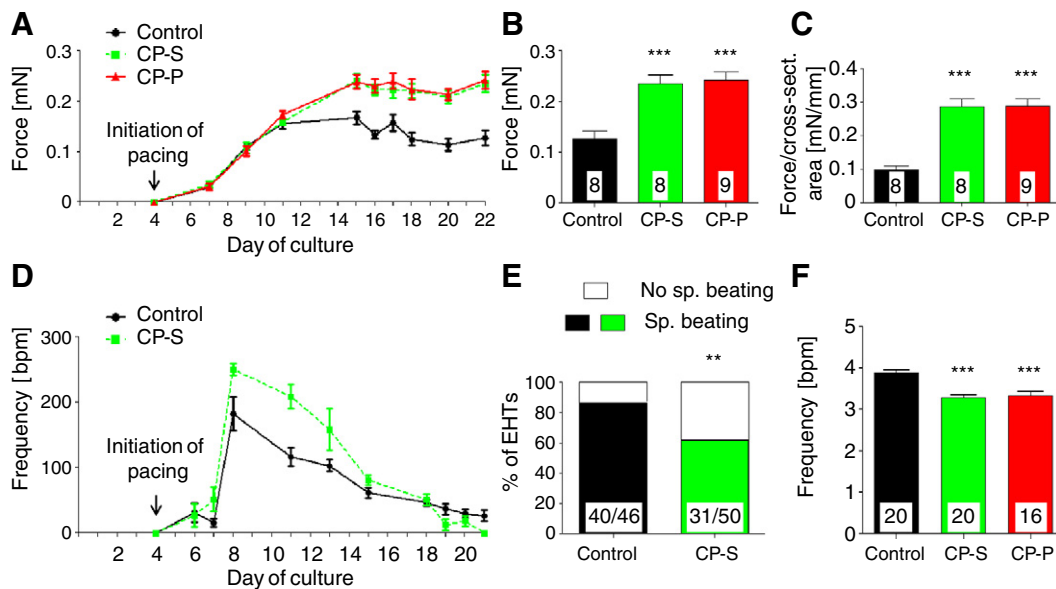 A
Control
CP-S
CP-P
Force [mN]
0.3
0.2
0.1
0
Initiation of
pacing
2 4 6 8 10 12 14 16 18 20 22
Day of culture
B
Force [mN]
0.3
0.2
0.1
0
***
***
8
8
9
Control
CP-S
CP-P
C
Force/cross-sect.
area [mN/mm]
0.4
0.3
0.2
0.1
0
***
***
8
8
9
Control
CP-S
CP-P
D
Control
CP-S
Frequency [bpm]
300
200
100
0
Initiation of
pacing
2 4 6 8 10 12 14 16 18 20 21
Day of culture
E
No sp. beating
Sp. beating
% of EHTs
100
80
60
40
20
0
**
40/46
31/50
Control
CP-S
F
Frequency [bpm]
5
4
3
2
1
0
***
***
20
20
16
Control
CP-S
CP-P